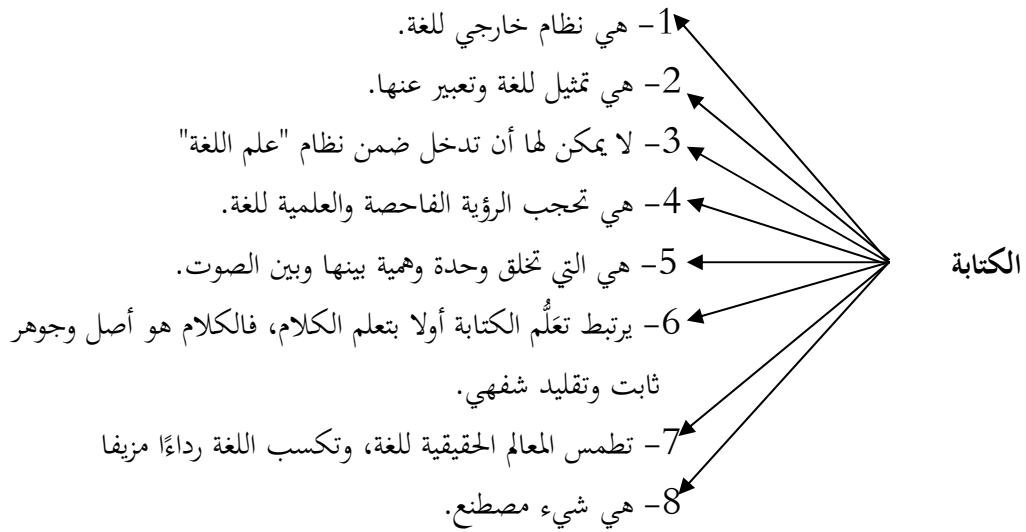 1- هي نظام خارجي للغة.
2- هي تمثيل للغة وتعبير عنها.
3- لا يمكن لها أن تدخل ضمن نظام "علم اللغة"
4- هي تحجب الرؤية الفاحصة والعلمية للغة.
الكتابة
5- هي التي تخلق وحدة وهمية بينها وبين الصوت.
6- يرتبط تعَلُّم الكتابة أولا بتعلم الكلام، فالكلام هو أصل وجوهر
ثابت وتقليد شفهي.
7- تطمس المعالم الحقيقية للغة، وتكسب اللغة رداءًا مزيفا
8- هي شيء مصطنع.